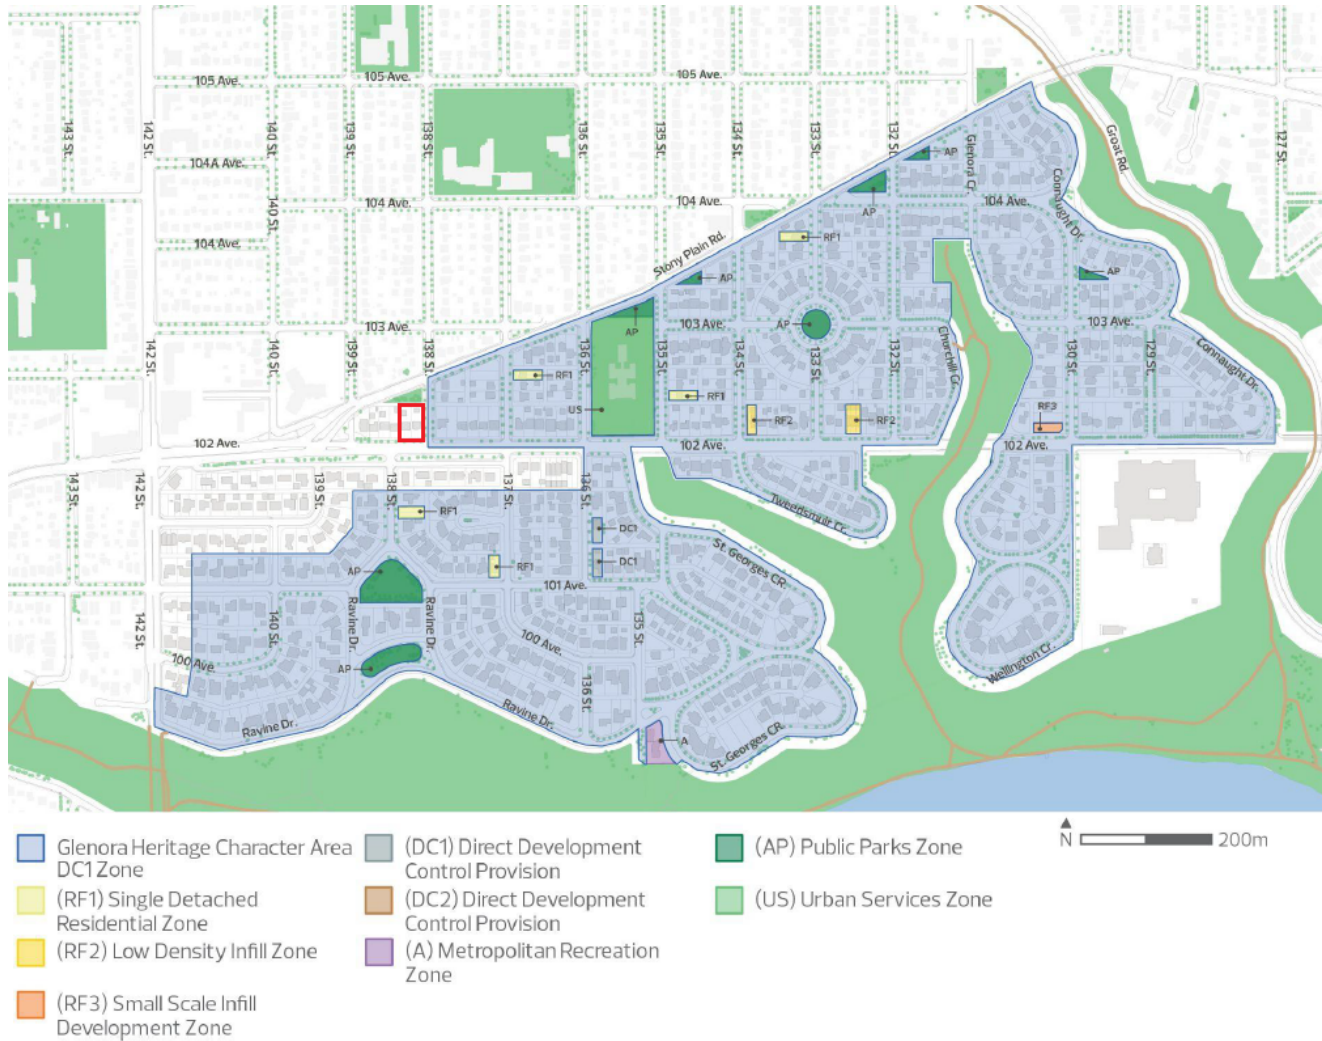 105 Ave.
105 Ave.
105 Ave.
143 St.
142 St.
140 St.
139 St.
138 St.
136 St.
135 St.
134 St.
133 St.
132 St.
Glenora Cr.
Groat Rd.
127 St.
104A Ave.
AP
Connaught Dr.
104 Ave.
104 Ave.
104 Ave.
140 St.
AP
104 Ave.
RF1
Stony Plain Rd.
AP
AP
103 Ave.
AP
103 Ave.
AP
103 Ave.
142 St.
140 St.
139 St.
138 St.
136 St.
135 St.
134 St.
133 St.
132 St.
Churchill Cr.
130 St.
129 St.
Connaught Dr.
RF1
RF1
US
RF2
RF2
RF3
102 Ave.
102 Ave.
102 Ave.
143 St.
142 St.
139 St.
138 St.
137 St.
136 St.
Tweedsmuir Cr.
RF1
DC1
St. Georges CR.
AP
RF1
DC1
101 Ave.
142 St.
140 St.
Ravine Dr.
Ravine Dr.
100 Ave.
135 St.
100 Ave.
AP
136 St.
Wellington Cr.
Ravine Dr.
Ravine Dr.
A
St. Georges CR.
Glenora Heritage Character Area
DC1 Zone
(RF1) Single Detached
Residential Zone
(RF2) Low Density Infill Zone
(RF3) Small Scale Infill
Development Zone
(DC1) Direct Development
Control Provision
(DC2) Direct Development
Control Provision
(A) Metropolitan Recreation
Zone
(AP) Public Parks Zone
(US) Urban Services Zone
N
200m